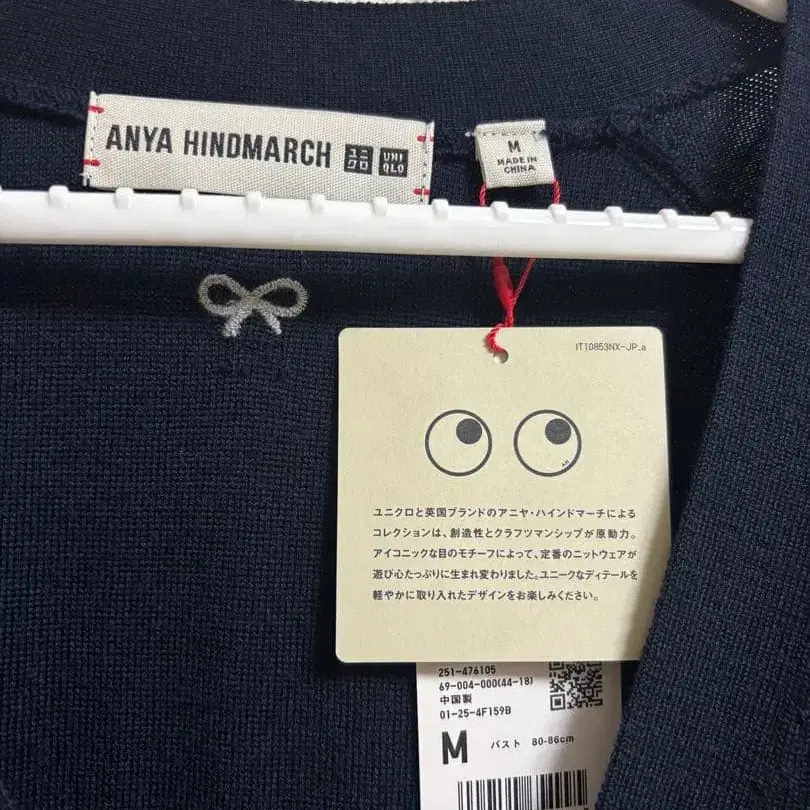 ANYA HINDMARCH ユニクロ UNIQLO
M
MADE IN
CHINA
IT10853NX-JP_a
ユニクロと英国ブランドのアニヤ・ハインドマーチによる
コレクションは、創造性とクラフツマンシップが原動力。
アイコニックな目のモチーフによって、定番のニットウェアが
遊び心たっぷりに生まれ変わりました。ユニークなディテールを
軽やかに取り入れたデザインをお楽しみください。
251-476105
69-004-000(44-18)
中国製
01-25-4F159B
M バスト 80-86cm